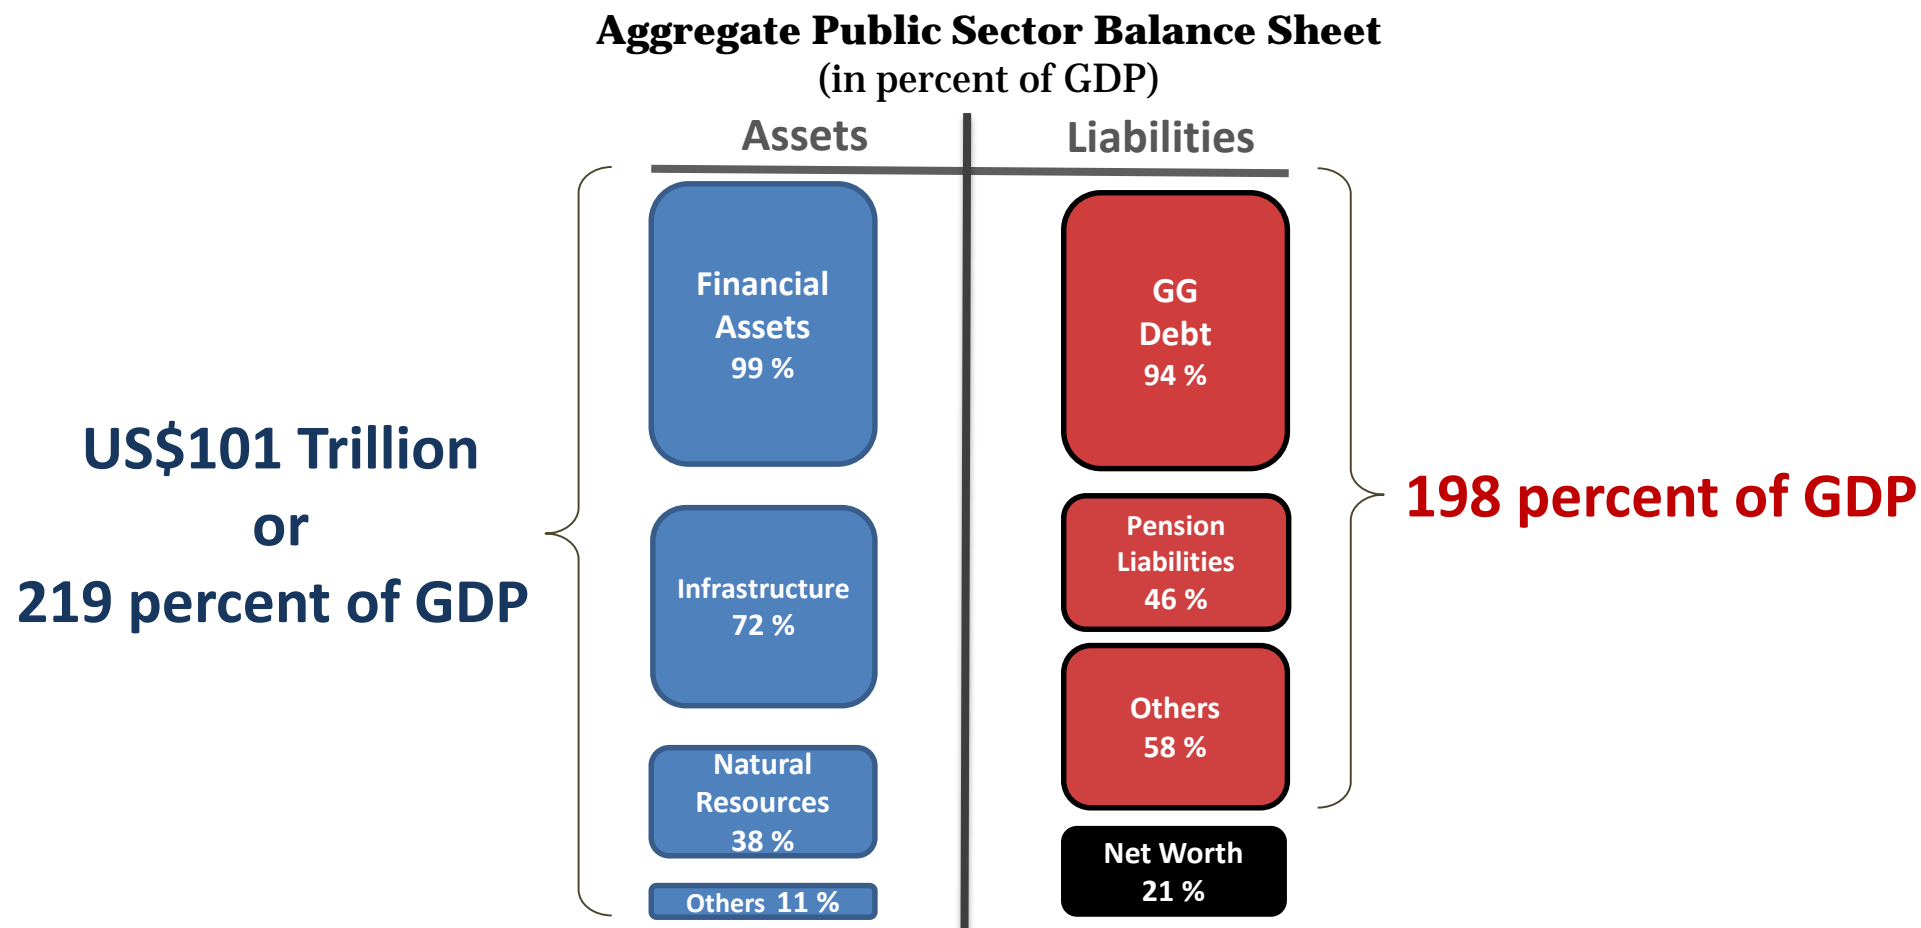 Aggregate Public Sector Balance Sheet
(in percent of GDP)
Assets
Liabilities
Financial
Assets
99 %
Infrastructure
72 %
Natural
Resources
38 %
Others 11 %
US$101 Trillion
or
219 percent of GDP
GG
Debt
94 %
Pension
Liabilities
46 %
Others
58 %
Net Worth
21 %
198 percent of GDP